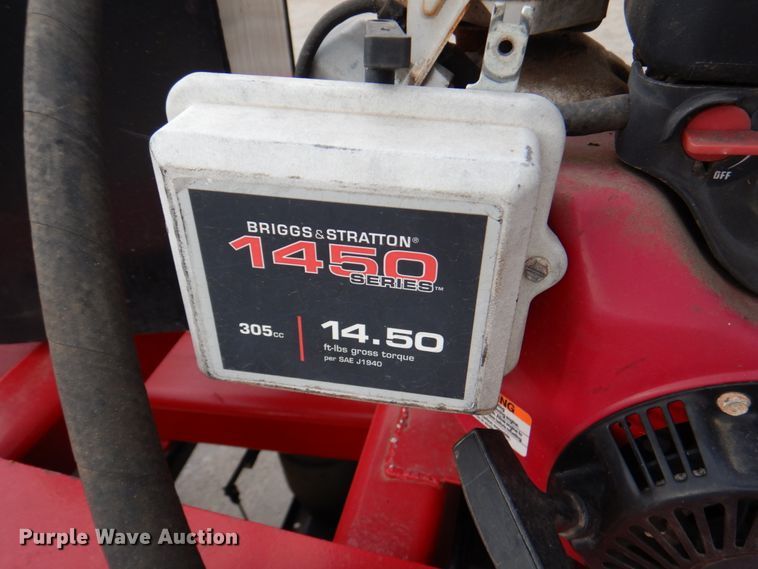 BRIGGS & STRATTON®
1450
SERIES™
305cc
14.50
ft-lbs gross torque
per SAE J1940
OFF
Purple Wave Auction